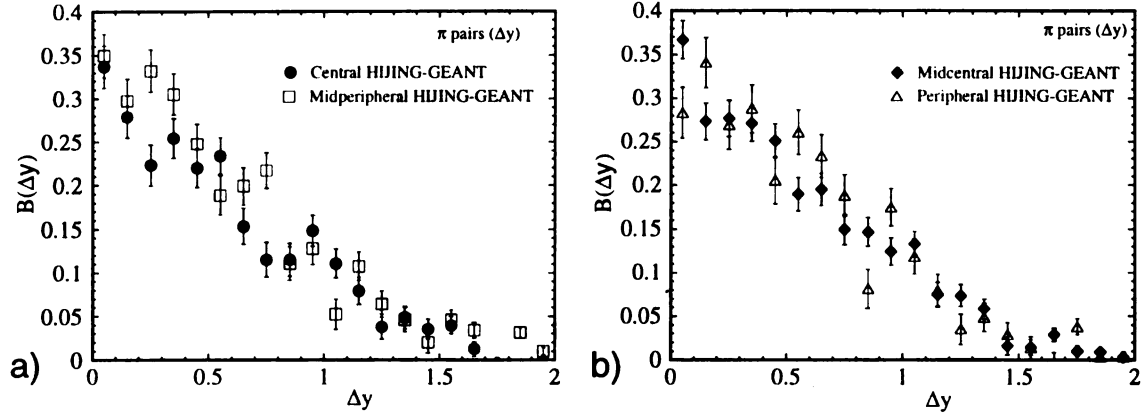 π pairs (Δy)
Central HIJING-GEANT
Midperipheral HIJING-GEANT
B(Δy)
0.4
0.35
0.3
0.25
0.2
0.15
0.1
0.05
0
0 0.5 1 1.5 2
Δy
a)
π pairs (Δy)
Midcentral HIJING-GEANT
Peripheral HIJING-GEANT
B(Δy)
0.4
0.35
0.3
0.25
0.2
0.15
0.1
0.05
0
0 0.5 1 1.5 2
Δy
b)